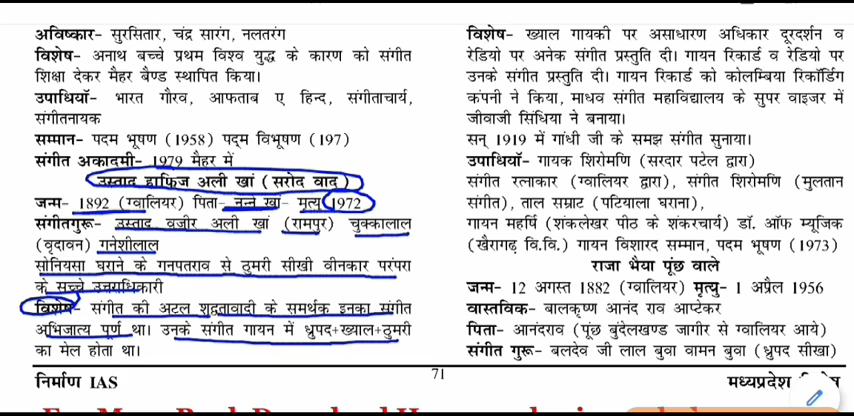 अविष्कार– सुरसितार, चंद्र सारंग, नलतरंग
विशेष– अनाथ बच्चे प्रथम विश्व युद्ध के कारण को संगीत
शिक्षा देकर मैहर बैण्ड स्थापित किया।
उपाधियॉ– भारत गौरव, आफताब ए हिन्द, संगीताचार्य,
संगीतनायक
सम्मान– पदम भूषण (1958) पद्म विभूषण (197)
संगीत अकादमी– 1979 मैहर में
उस्ताद हाफिज अली खां (सरोद वाद)
जन्म– 1892 (ग्वालियर) पिता– नन्ने खां– मृत्यु (1972
संगीतगुरू– उस्ताद वजीर अली खां (रामपुर) चुक्कालाल
(वृदावन) गनेशीलाल
सोनियसा घराने के गनपतराव से ठुमरी सीखी वीनकार परंपरा
के सच्चे उत्तराधिकारी
विशेष– संगीत की अटल शुद्वतावादी के समर्थक इनका संगीत
अभिजात्य पूर्ण था। उनके संगीत गायन में ध्रुपद+ख्याल+ठुमरी
का मेल होता था।
विशेष– ख्याल गायकी पर असाधारण अधिकार दूरदर्शन व
रेडियो पर अनेक संगीत प्रस्तुति दी। गायन रिकार्ड व रेडियो पर
उनके संगीत प्रस्तुति दी। गायन रिकार्ड को कोलम्बिया रिकॉर्डिंग
कंपनी ने किया, माधव संगीत महाविद्यालय के सुपर वाइजर में
जीवाजी सिंधिया ने बनाया।
सन् 1919 में गांधी जी के समझ संगीत सुनाया।
उपाधियॉ– गायक शिरोमणि (सरदार पटेल द्वारा)
संगीत रत्नाकार (ग्वालियर द्वारा), संगीत शिरोमणि (मुलतान
संगीत), ताल सम्राट (पटियाला घराना),
गायन महर्षि (शंकलेखर पीठ के शंकरचार्य) डॉ. ऑफ म्यूजिक
(खैरागढ़ वि.वि.) गायन विशारद सम्मान, पदम भूषण (1973)
राजा भैया पूंछ वाले
जन्म– 12 अगस्त 1882 (ग्वालियर) मृत्यु– 1 अप्रैल 1956
वास्तविक– बालकृष्ण आनंद राव आप्टेकर
पिता– आनंदराव (पूंछ बुंदेलखण्ड जागीर से ग्वालियर आये)
संगीत गुरू– बलदेव जी लाल बुवा वामन बुवा (ध्रुपद सीखा)
निर्माण IAS
71
मध्यप्रदेश